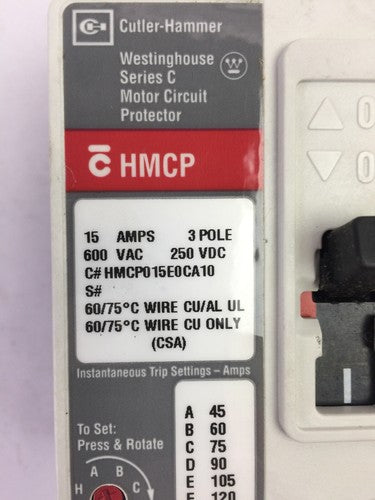 Cutler-Hammer
Westinghouse
Series C
Motor Circuit
Protector
C HMCP
15 AMPS 3 POLE
600 VAC 250 VDC
C# HMCP015E0CA10
S#
60/75°C WIRE CU/AL UL
60/75°C WIRE CU ONLY
(CSA)
Instantaneous Trip Settings – Amps
To Set:
Press & Rotate
A 45
B 60
C 75
D 90
E 105
F 120
A B
H C